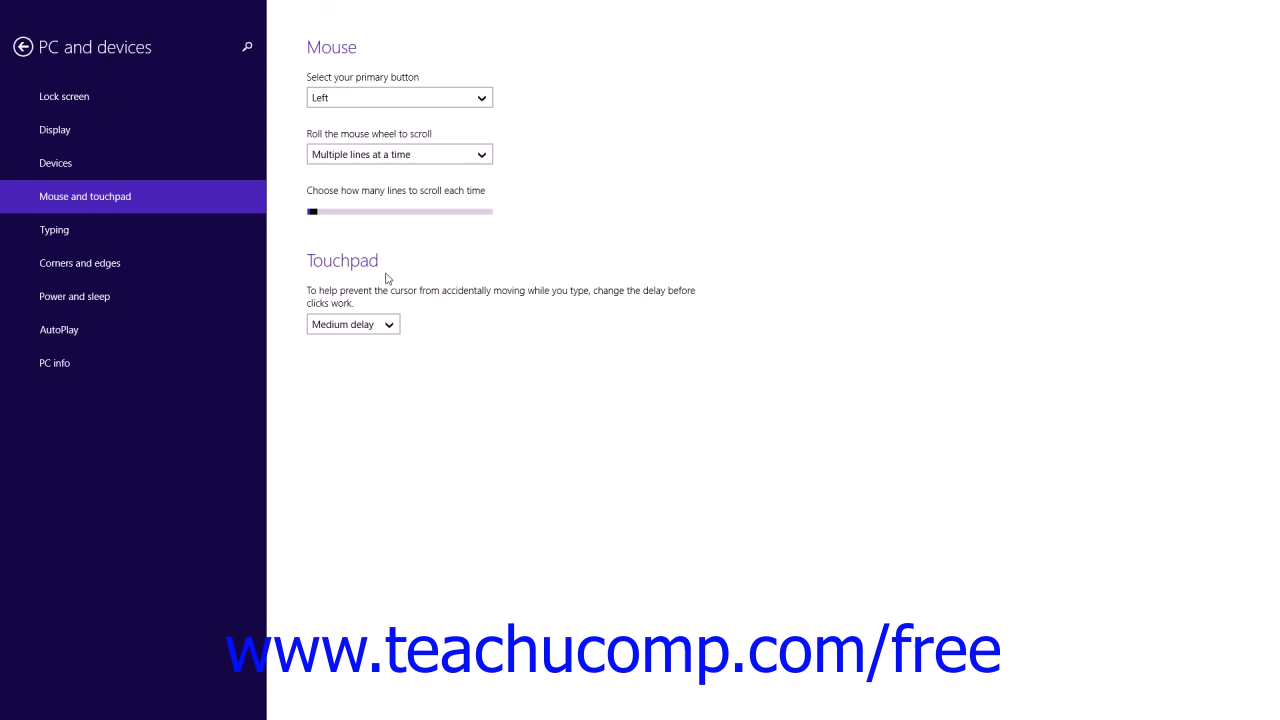 PC and devices
Lock screen
Display
Devices
Mouse and touchpad
Typing
Corners and edges
Power and sleep
AutoPlay
PC info
Mouse
Select your primary button
Left
Roll the mouse wheel to scroll
Multiple lines at a time
Choose how many lines to scroll each time
Touchpad
To help prevent the cursor from accidentally moving while you type, change the delay before
clicks work.
Medium delay
www.teachucomp.com/free